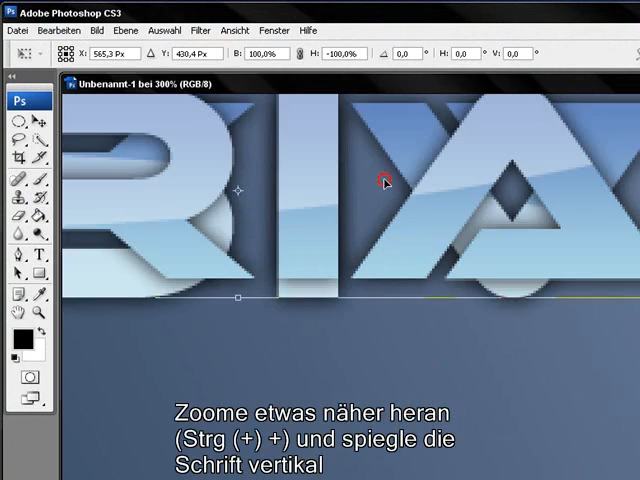 Adobe Photoshop CS3
Datei Bearbeiten Bild Ebene Auswahl Filter Ansicht Fenster Hilfe
X: 565,3 Px Y: 430,4 Px B: 100,0% H: -100,0% 0,0 ° H: 0,0 ° V: 0,0 °
Unbenannt-1 bei 300% (RGB/8)
Ps
RIA
Zoome etwas näher heran
(Strg (+) +) und spiegle die
Schrift vertikal